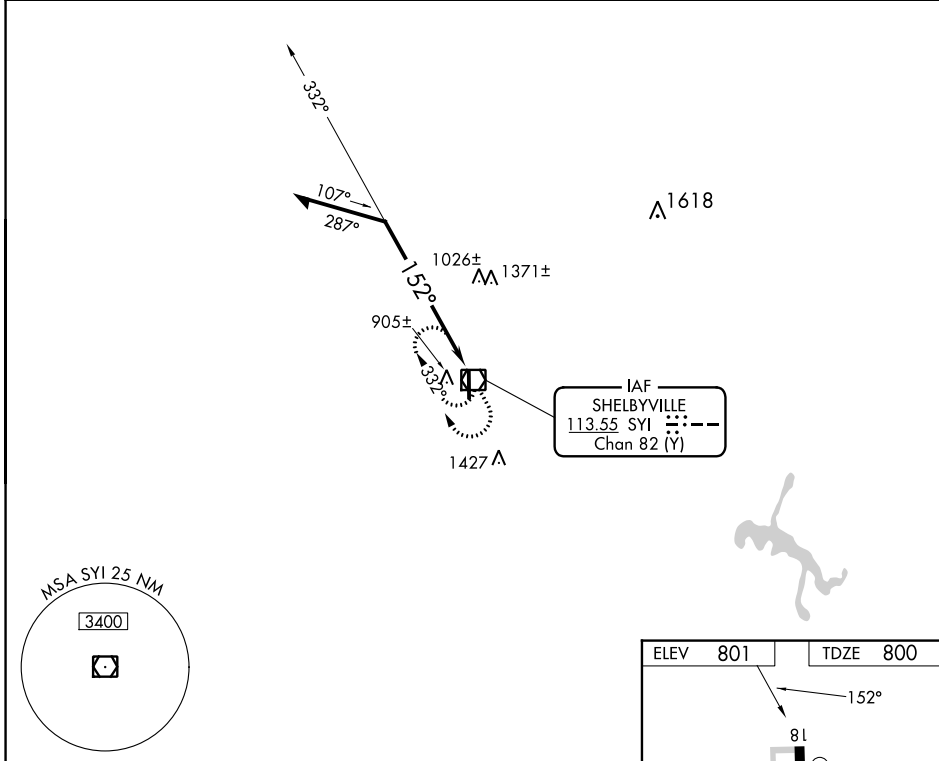 332°
107°
287°
1618
1026±
1371±
152°
905±
332°
IAF
SHELBYVILLE
113.55 SYI
Chan 82 (Y)
1427
MSA SYI 25 NM
3400
ELEV 801
TDZE 800
152°
18